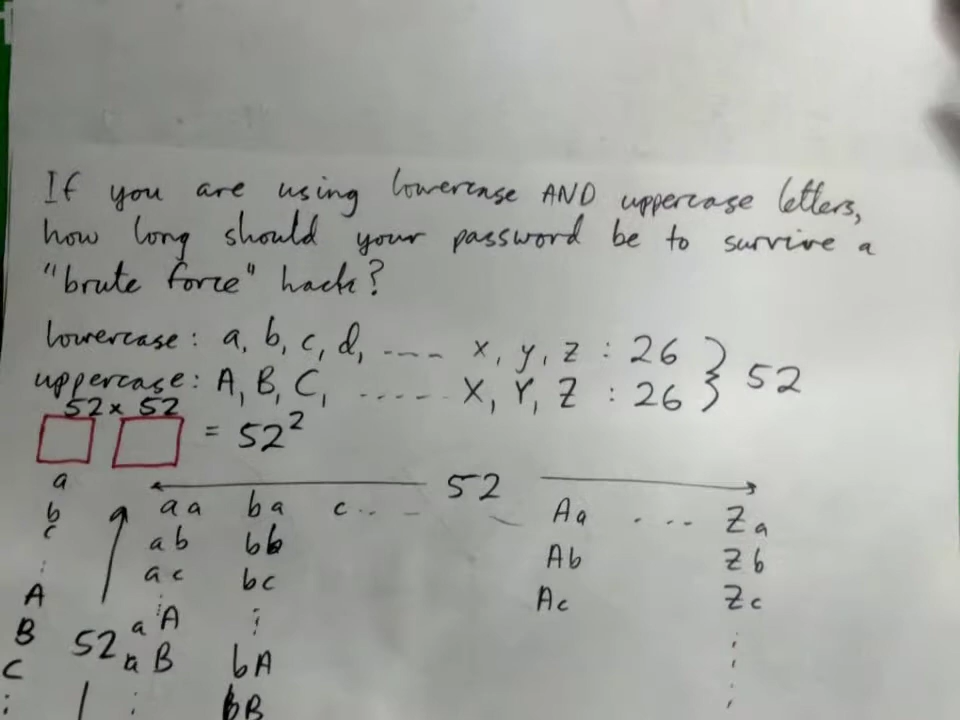 If you are using lowercase AND uppercase letters,
how long should your password be to survive a
"brute force" hack?
lowercase: a, b, c, d, ---- x, y, z : 26 } 52
uppercase: A, B, C, ...... X, Y, Z : 26
52 x 52
= 52²
a 52
b aa ba c.. -- Aa ... Za
c ab bb Ab Zb
⋮ ac bc Ac Zc
A ⋮ aA ⋮ ⋮
B 52 aB bA
C
⋮ ⋮ bB